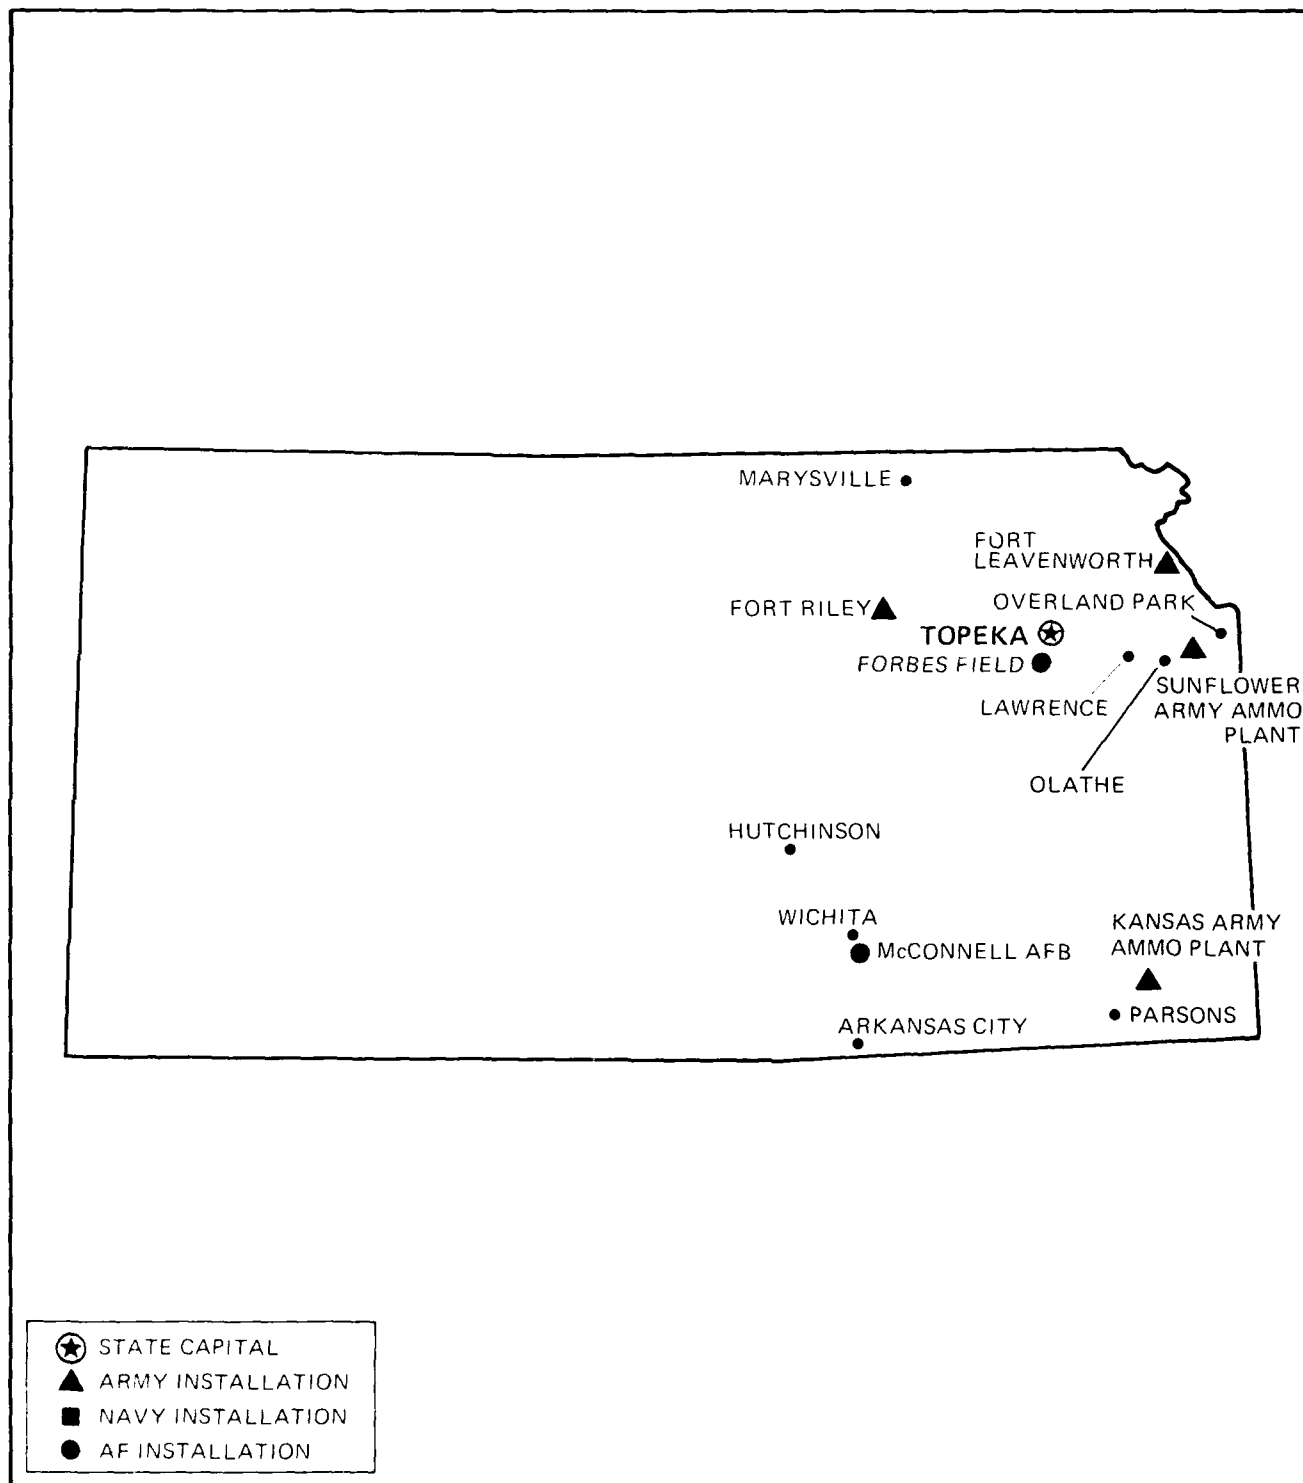 MARYSVILLE
FORT
LEAVENWORTH
OVERLAND PARK
FORT RILEY
TOPEKA
FORBES FIELD
LAWRENCE
SUNFLOWER
ARMY AMMO
PLANT
OLATHE
HUTCHINSON
WICHITA
McCONNELL AFB
KANSAS ARMY
AMMO PLANT
PARSONS
ARKANSAS CITY
STATE CAPITAL
ARMY INSTALLATION
NAVY INSTALLATION
AF INSTALLATION